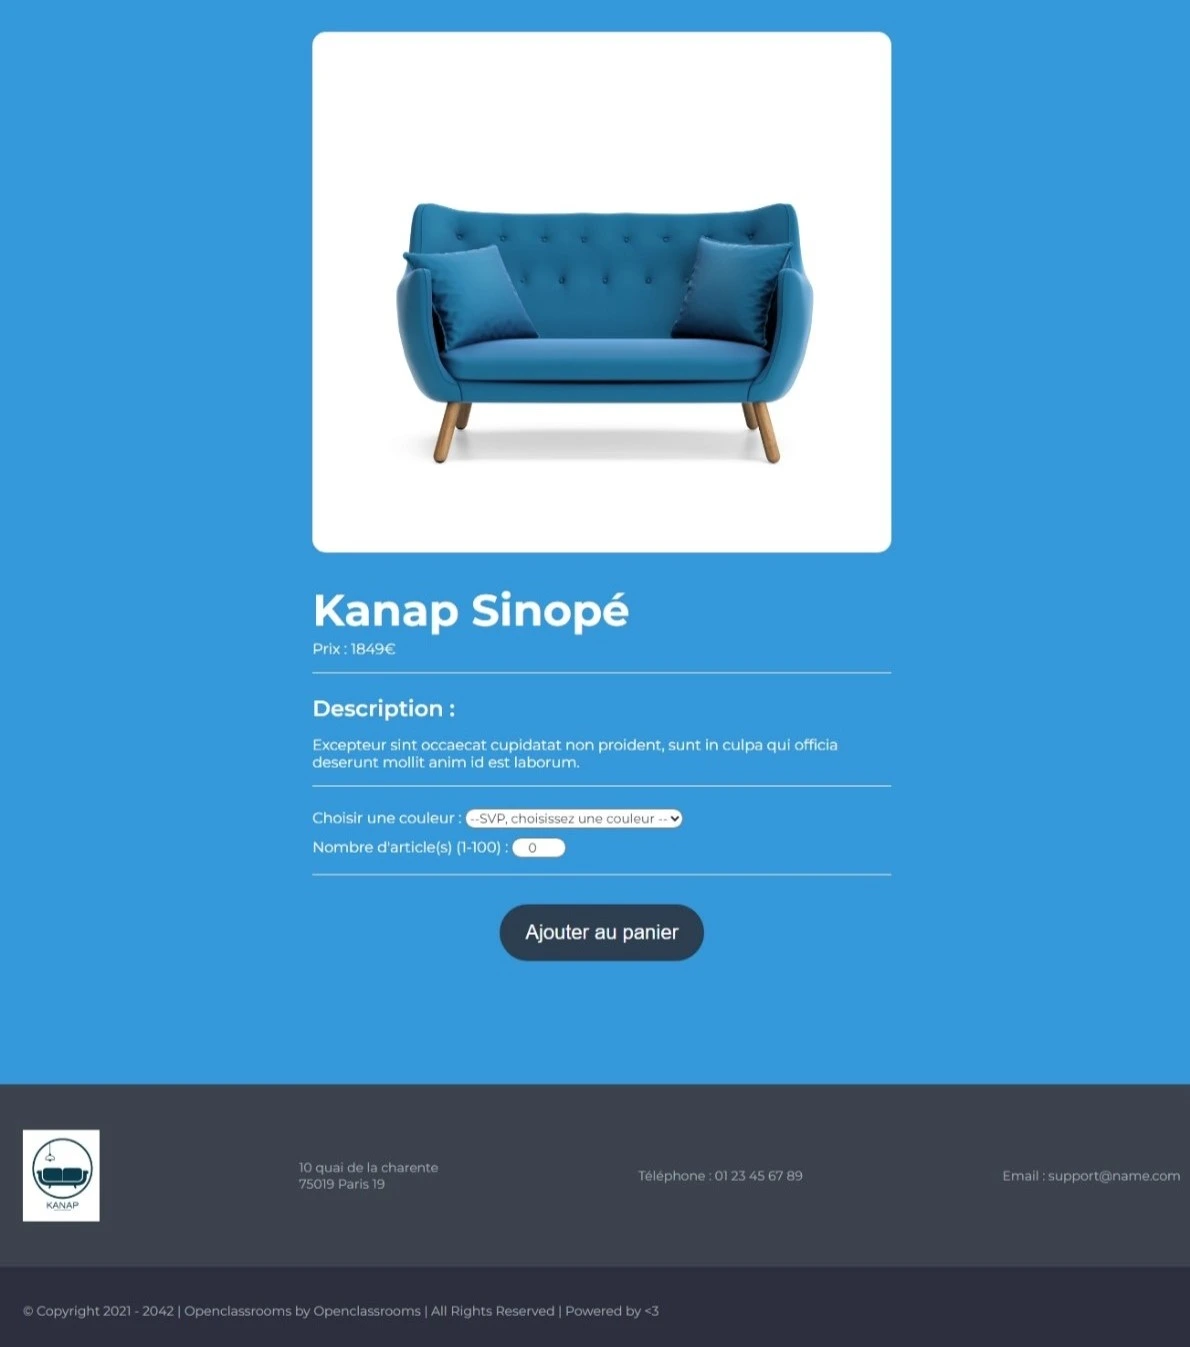 Kanap Sinopé
Prix : 1849€
Description :
Excepteur sint occaecat cupidatat non proident, sunt in culpa qui officia
deserunt mollit anim id est laborum.
Choisir une couleur : --SVP, choisissez une couleur --
Nombre d'article(s) (1-100) : 0
Ajouter au panier
KANAP
10 quai de la charente
75019 Paris 19
Téléphone : 01 23 45 67 89
Email : support@name.com
© Copyright 2021 - 2042 | Openclassrooms by Openclassrooms | All Rights Reserved | Powered by <3